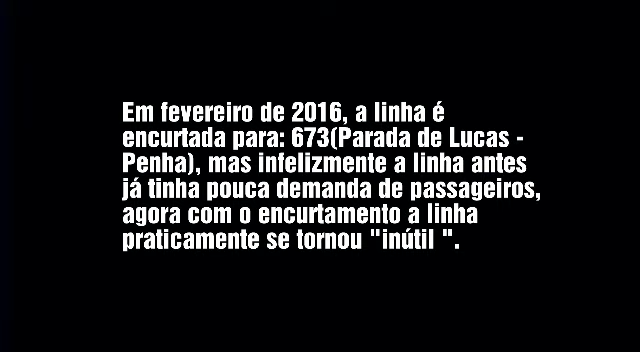 Em fevereiro de 2016, a linha é
encurtada para: 673(Parada de Lucas -
Penha), mas infelizmente a linha antes
já tinha pouca demanda de passageiros,
agora com o encurtamento a linha
praticamente se tornou "inútil ".